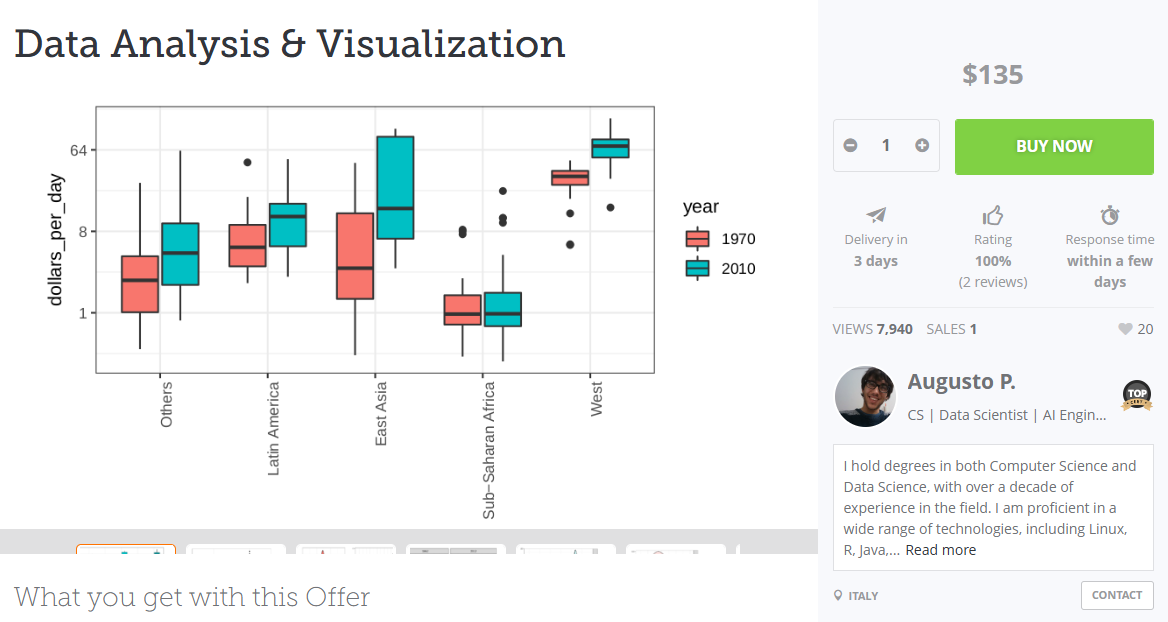 Data Analysis & Visualization
64
8
1
dollars_per_day
Others
Latin America
East Asia
Sub-Saharan Africa
West
year
1970
2010
What you get with this Offer
$135
1
BUY NOW
Delivery in
3 days
Rating
100%
(2 reviews)
Response time
within a few
days
VIEWS 7,940 SALES 1
20
Augusto P.
TOP
CERT
CS | Data Scientist | AI Engin...
I hold degrees in both Computer Science and
Data Science, with over a decade of
experience in the field. I am proficient in a
wide range of technologies, including Linux,
R, Java,... Read more
ITALY
CONTACT